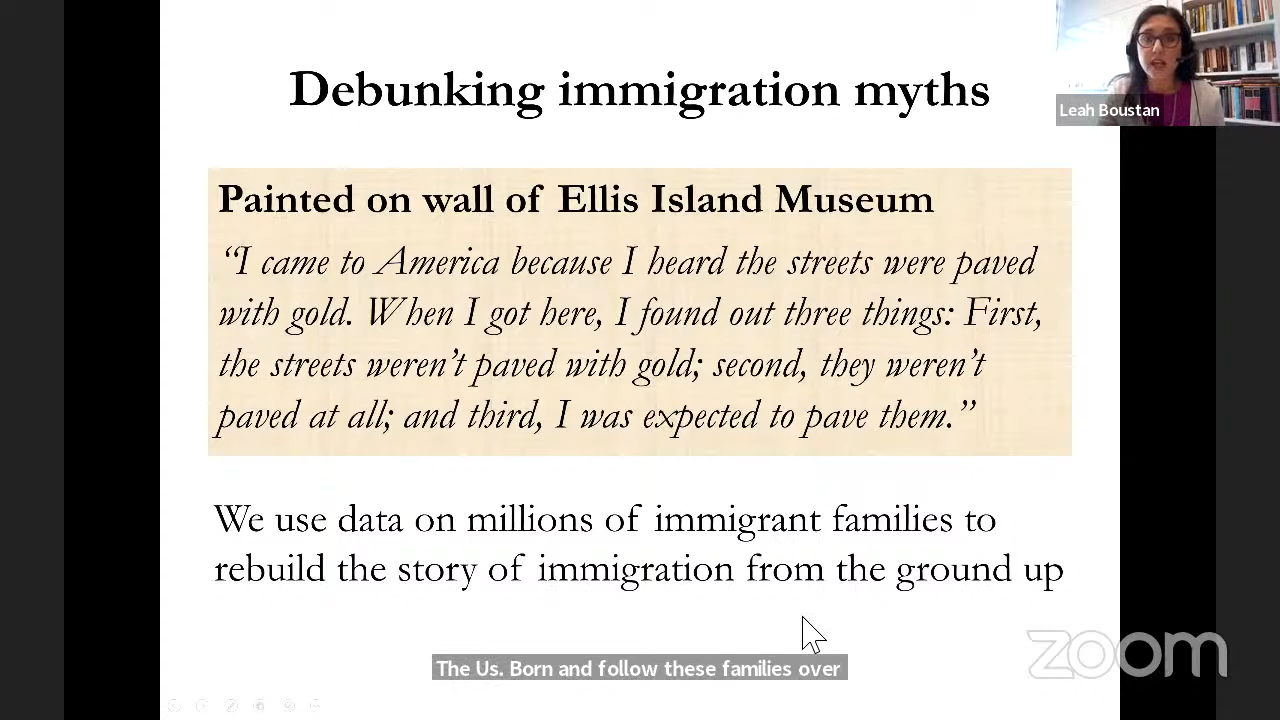 Debunking immigration myths
Leah Boustan
Painted on wall of Ellis Island Museum
“I came to America because I heard the streets were paved
with gold. When I got here, I found out three things: First,
the streets weren’t paved with gold; second, they weren’t
paved at all; and third, I was expected to pave them.”
We use data on millions of immigrant families to
rebuild the story of immigration from the ground up
zoom
The Us. Born and follow these families over